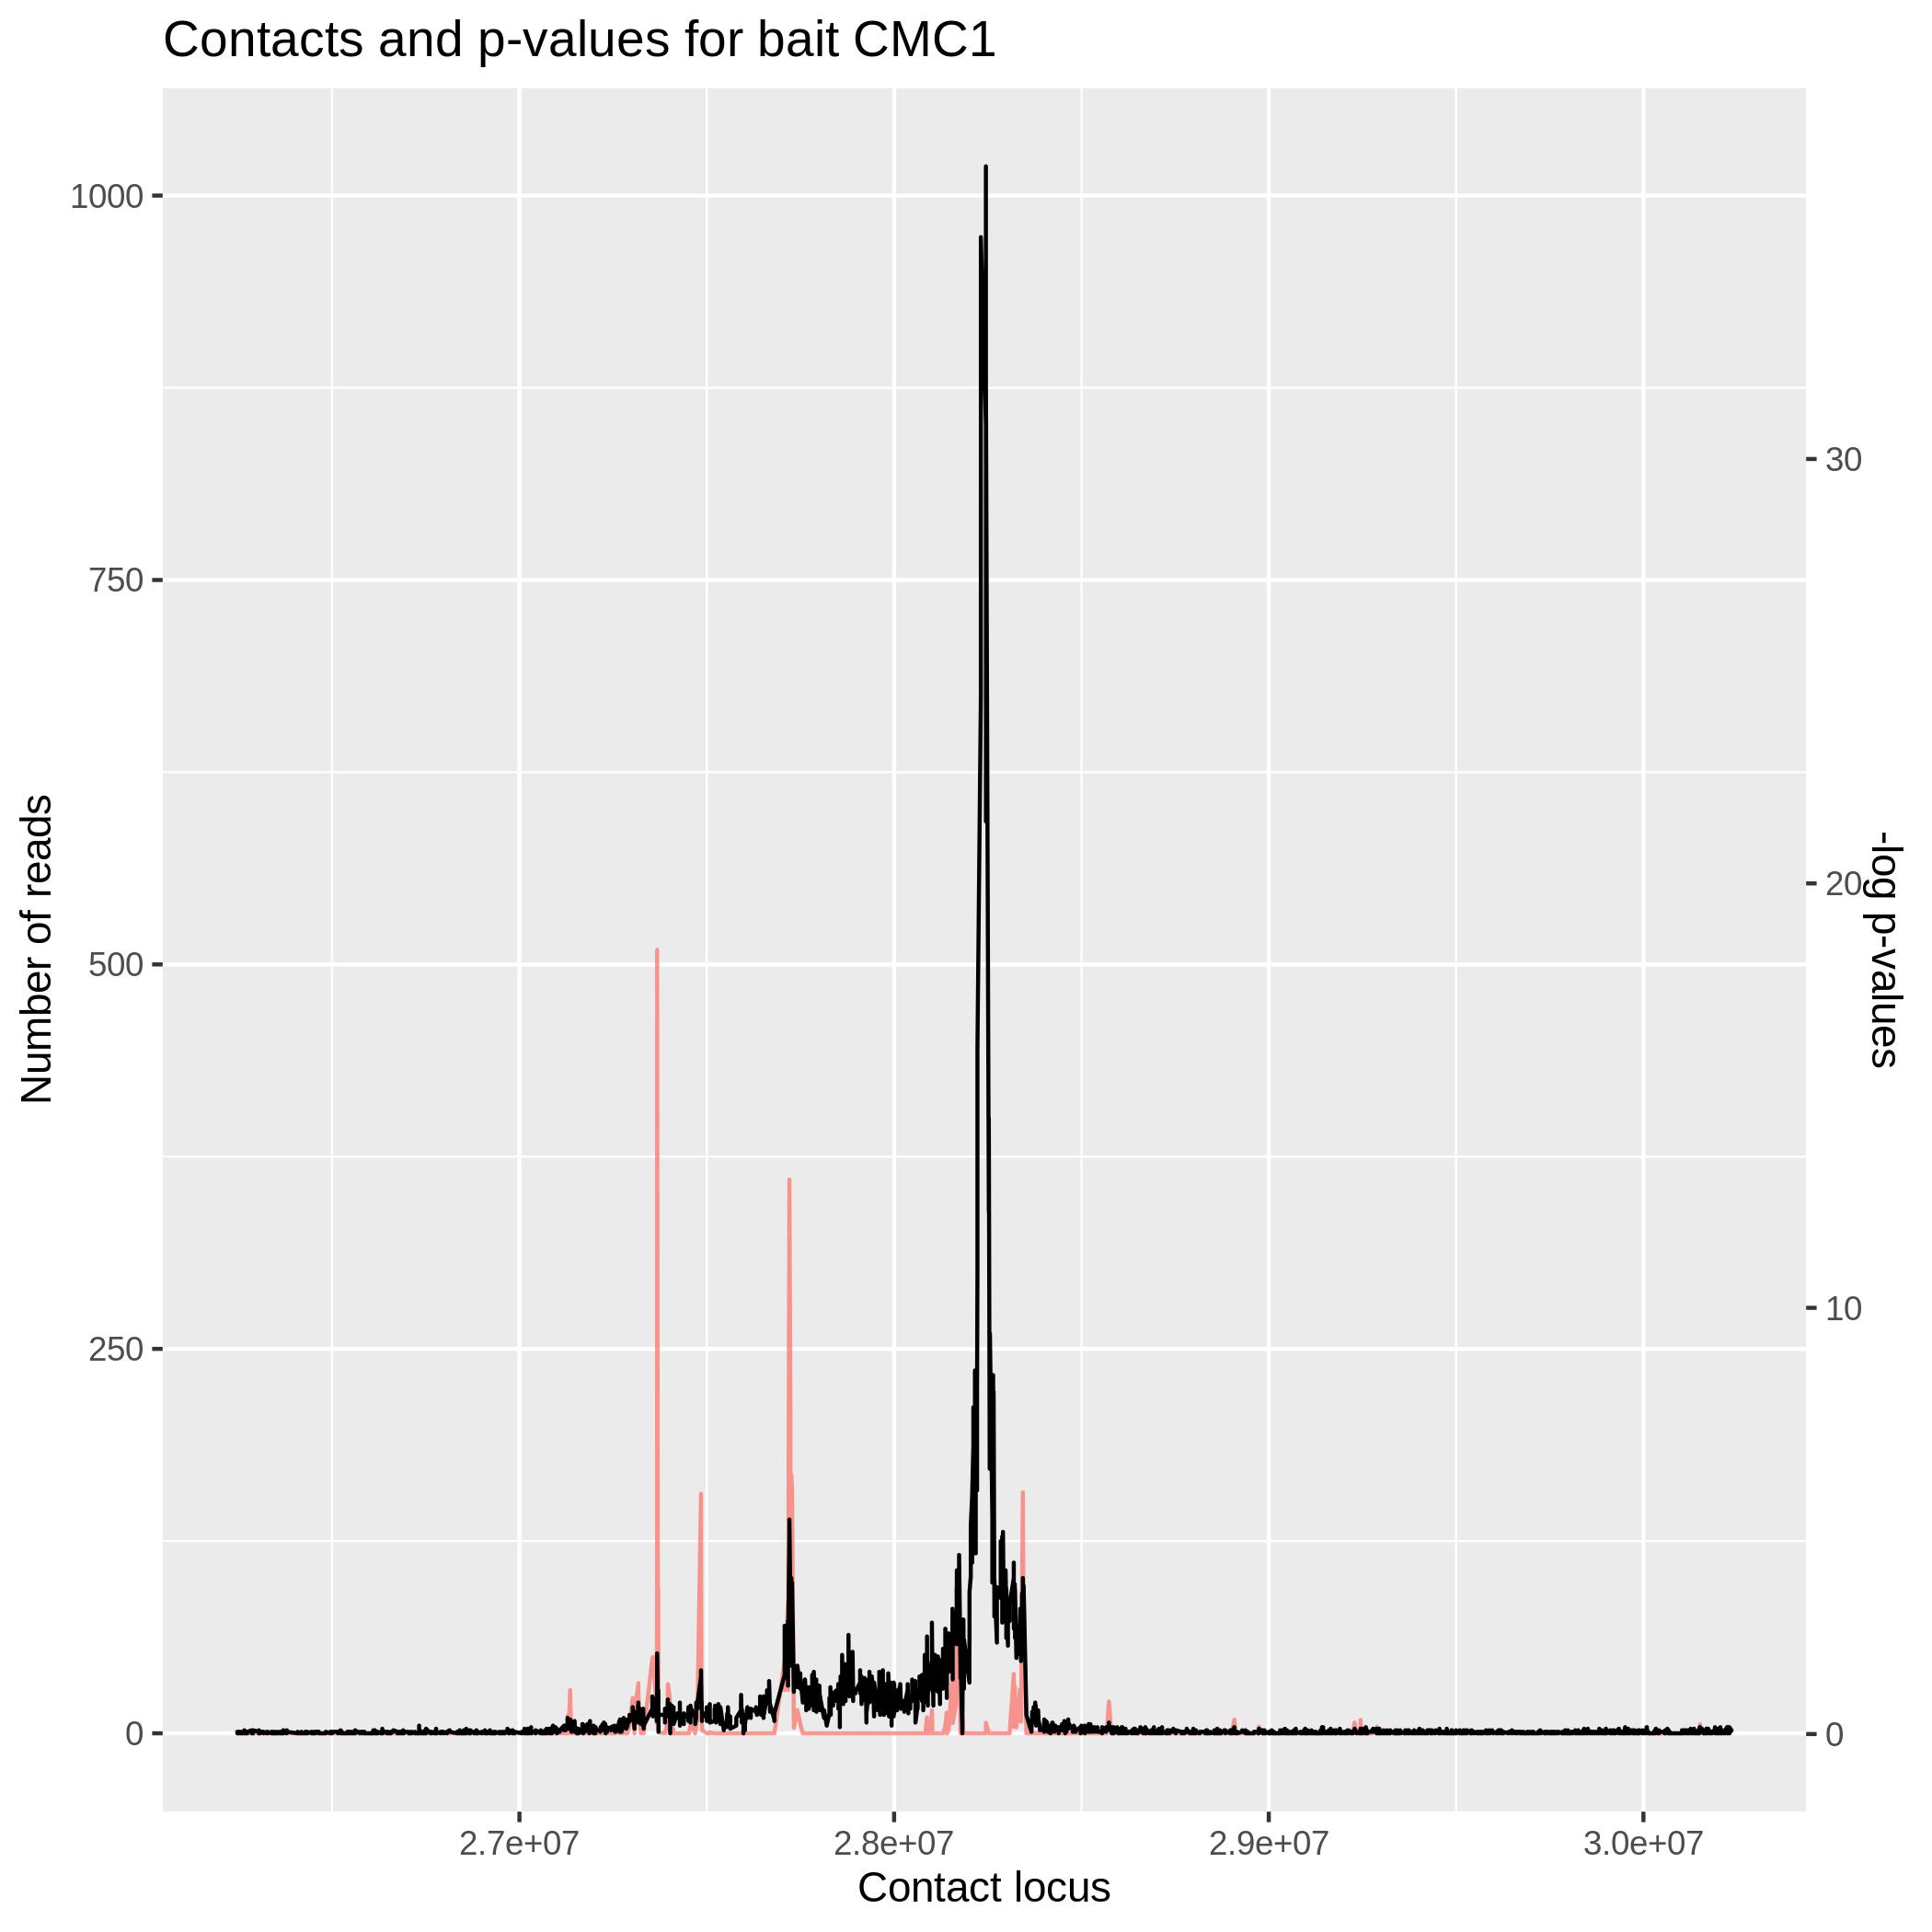 Contacts and p-values for bait CMC1
1000
750
500
250
0
Number of reads
30
20
10
0
-log p-values
2.7e+07
2.8e+07
2.9e+07
3.0e+07
Contact locus